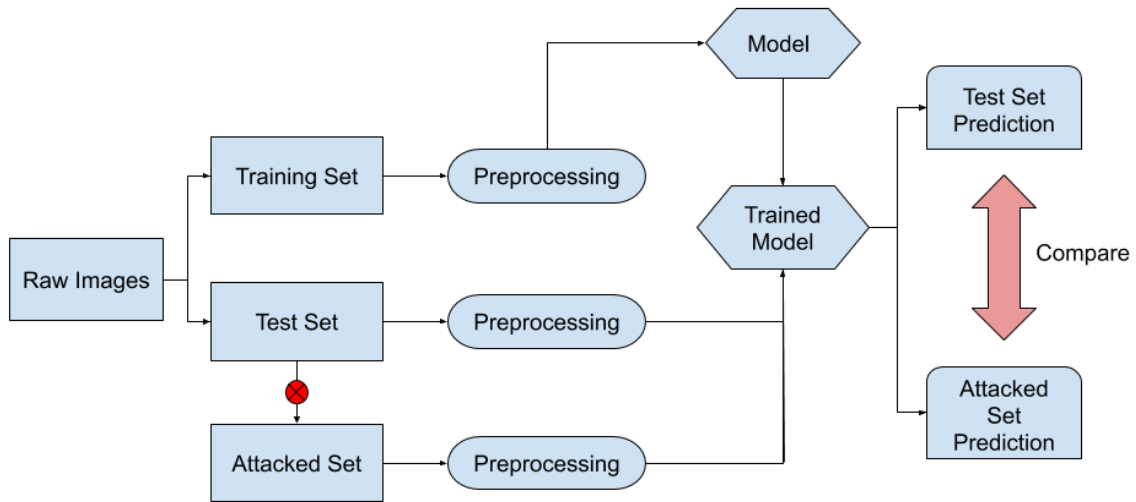 Model
Test Set
Prediction
Training Set
Preprocessing
Trained
Model
Compare
Raw Images
Test Set
Preprocessing
Attacked
Set
Prediction
Attacked Set
Preprocessing